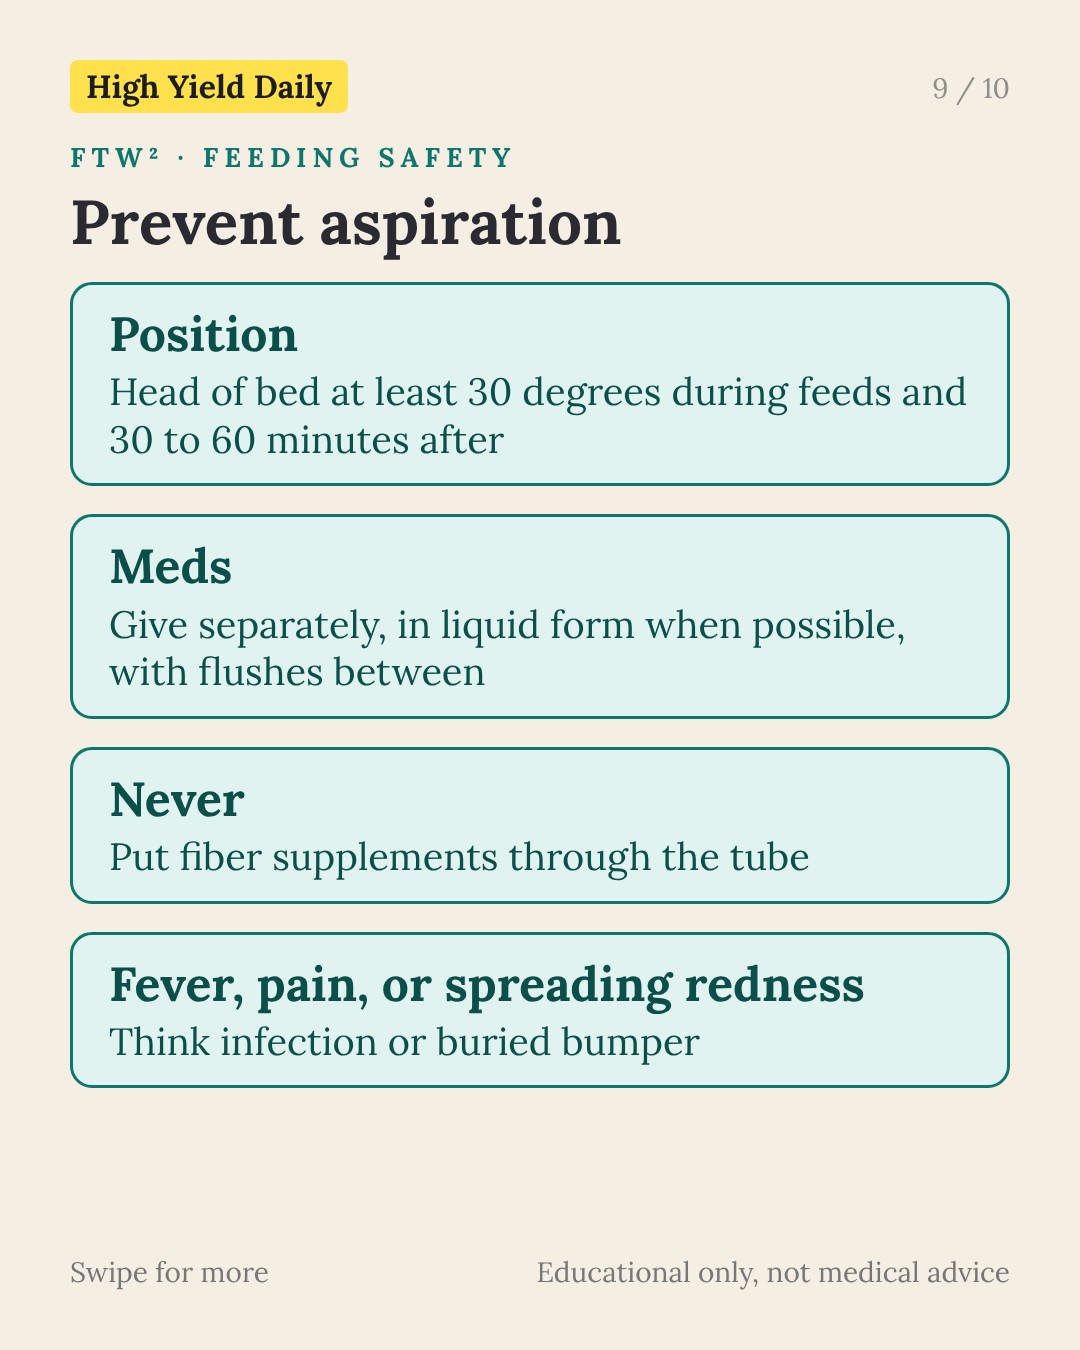 High Yield Daily
9 / 10
FTW² · FEEDING SAFETY
Prevent aspiration
Position
Head of bed at least 30 degrees during feeds and
30 to 60 minutes after
Meds
Give separately, in liquid form when possible,
with flushes between
Never
Put fiber supplements through the tube
Fever, pain, or spreading redness
Think infection or buried bumper
Swipe for more
Educational only, not medical advice